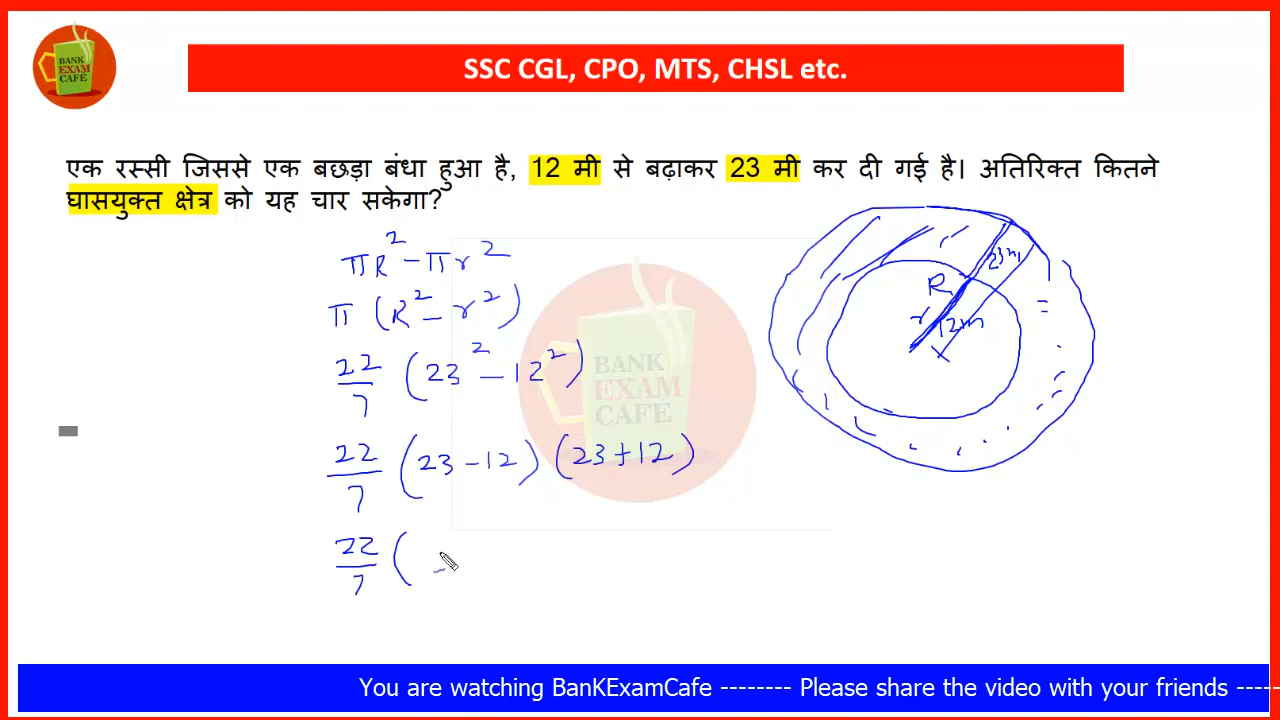 BANK
EXAM
CAFE
SSC CGL, CPO, MTS, CHSL etc.
एक रस्सी जिससे एक बछड़ा बंधा हुआ है, 12 मी से बढ़ाकर 23 मी कर दी गई है। अतिरिक्त कितने
घासयुक्त क्षेत्र को यह चार सकेगा?
πR² - πr²
π (R² - r²)
22/7 (23² - 12²)
22/7 (23 - 12) (23 + 12)
22/7 (
23m
R
r
12m
BANK
EXAM
CAFE
You are watching BanKExamCafe -------- Please share the video with your friends -----